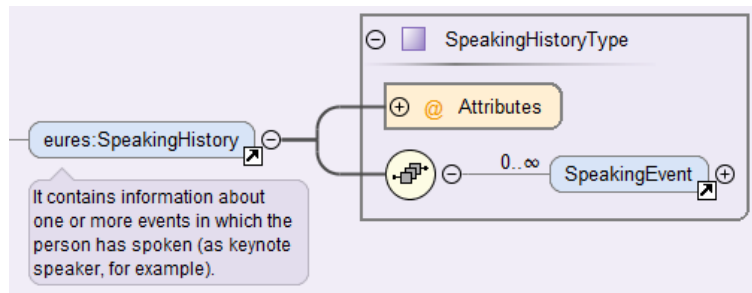 SpeakingHistoryType
@ Attributes
eures:SpeakingHistory
0..∞
SpeakingEvent
It contains information about
one or more events in which the
person has spoken (as keynote
speaker, for example).